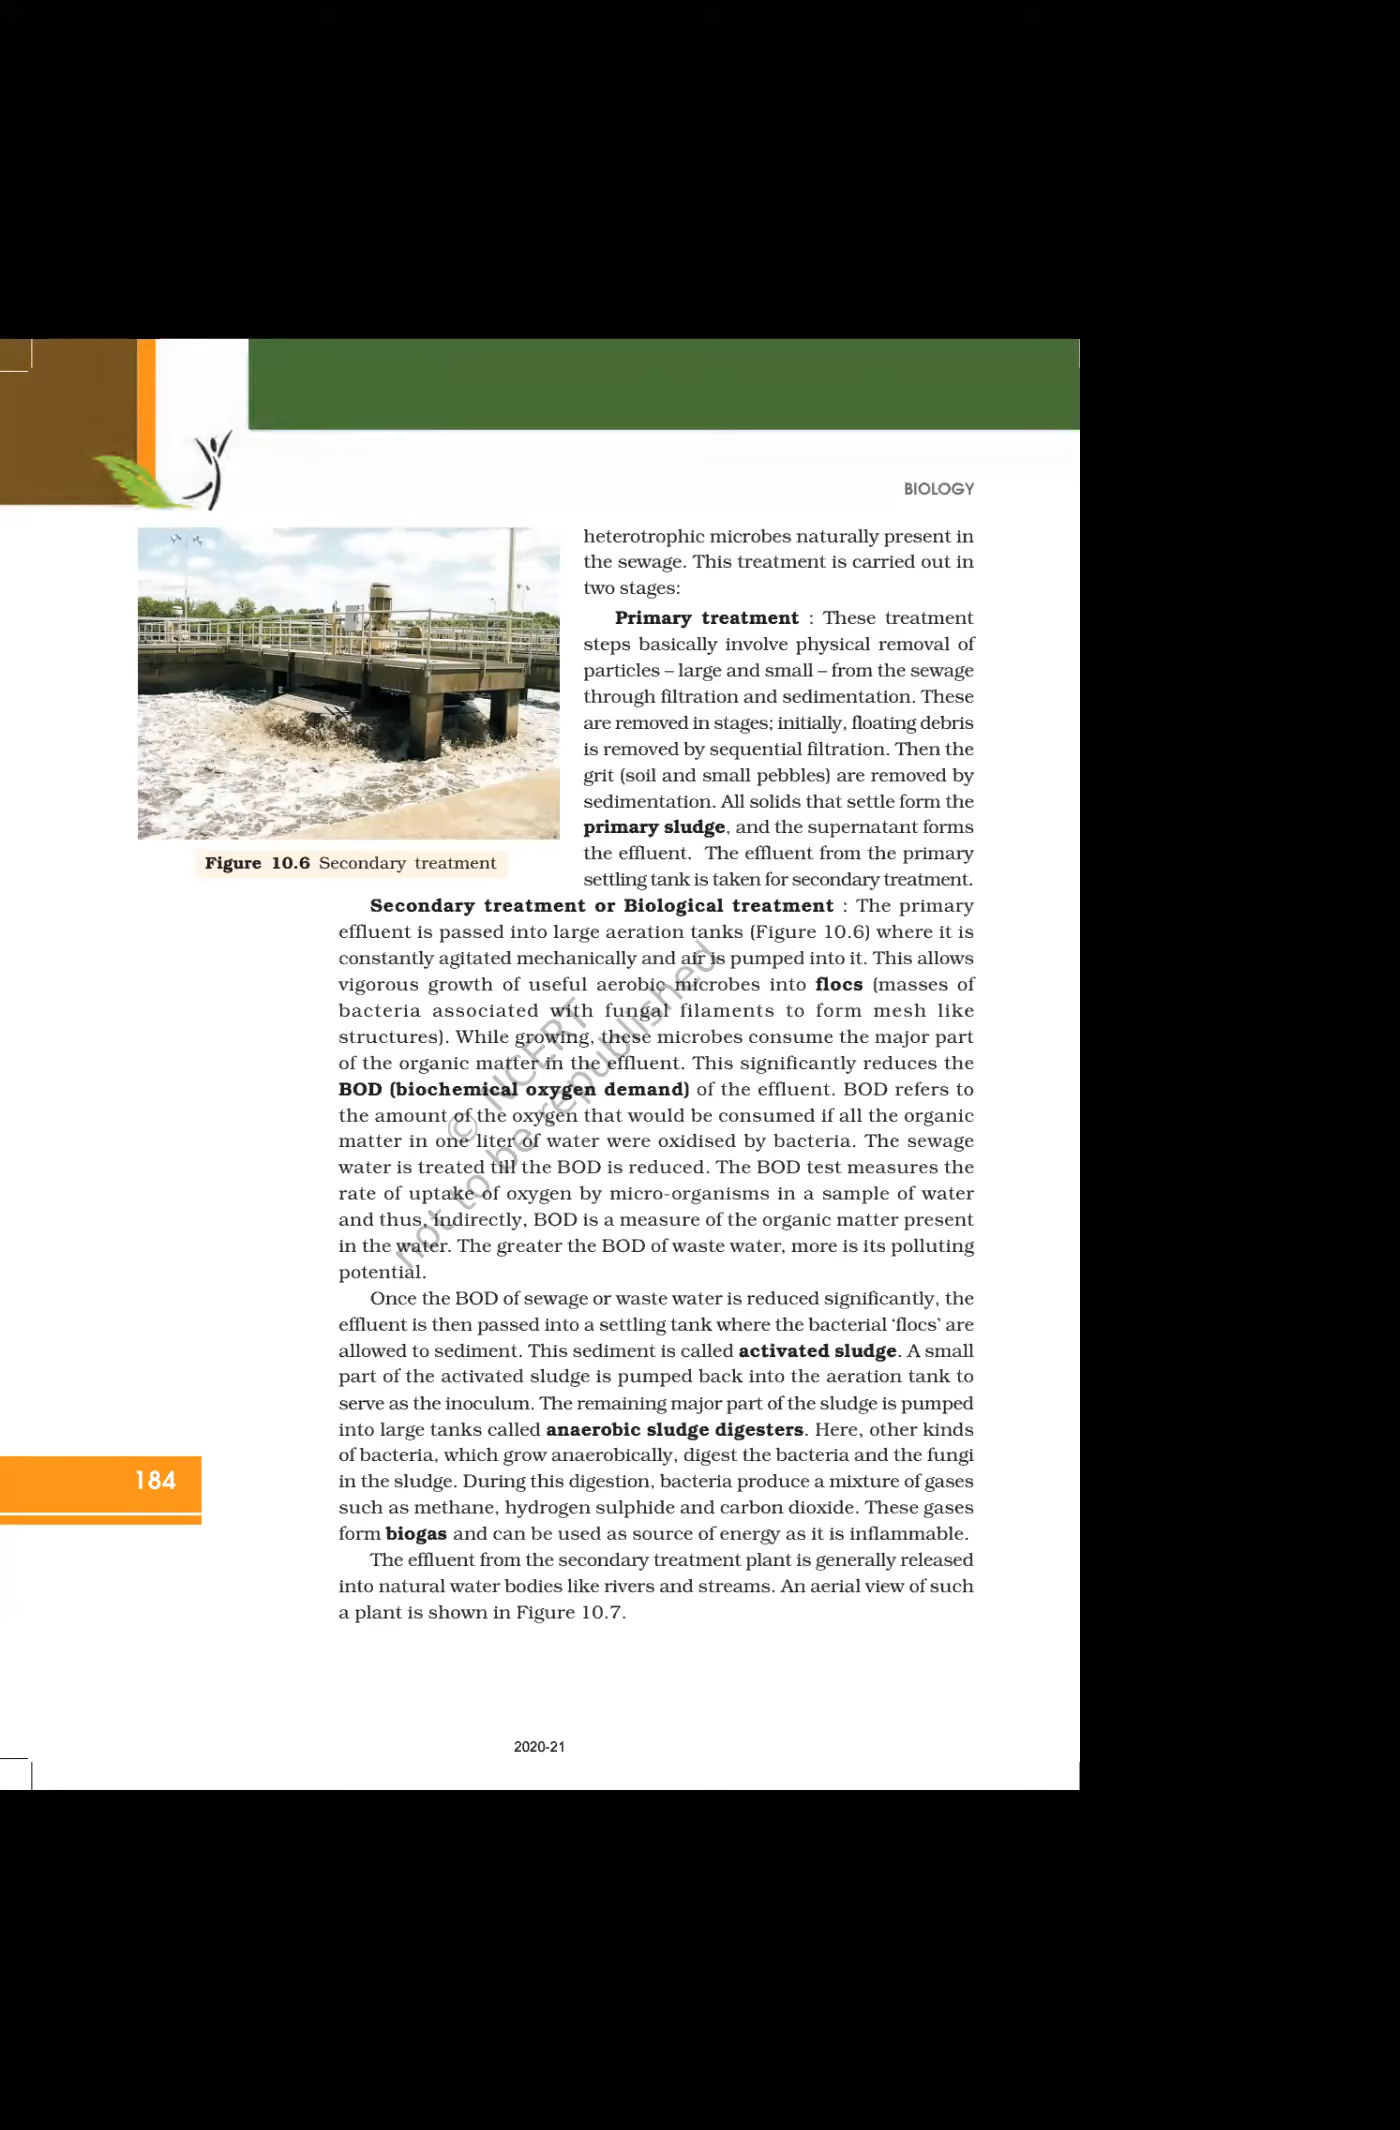 BIOLOGY
heterotrophic microbes naturally present in
the sewage. This treatment is carried out in
two stages:
Primary treatment : These treatment
steps basically involve physical removal of
particles – large and small – from the sewage
through filtration and sedimentation. These
are removed in stages; initially, floating debris
is removed by sequential filtration. Then the
grit (soil and small pebbles) are removed by
sedimentation. All solids that settle form the
primary sludge, and the supernatant forms
the effluent. The effluent from the primary
settling tank is taken for secondary treatment.
Figure 10.6 Secondary treatment
Secondary treatment or Biological treatment : The primary
effluent is passed into large aeration tanks (Figure 10.6) where it is
constantly agitated mechanically and air is pumped into it. This allows
vigorous growth of useful aerobic microbes into flocs (masses of
bacteria associated with fungal filaments to form mesh like
structures). While growing, these microbes consume the major part
of the organic matter in the effluent. This significantly reduces the
BOD (biochemical oxygen demand) of the effluent. BOD refers to
the amount of the oxygen that would be consumed if all the organic
matter in one liter of water were oxidised by bacteria. The sewage
water is treated till the BOD is reduced. The BOD test measures the
rate of uptake of oxygen by micro-organisms in a sample of water
and thus, indirectly, BOD is a measure of the organic matter present
in the water. The greater the BOD of waste water, more is its polluting
potential.
Once the BOD of sewage or waste water is reduced significantly, the
effluent is then passed into a settling tank where the bacterial ‘flocs’ are
allowed to sediment. This sediment is called activated sludge. A small
part of the activated sludge is pumped back into the aeration tank to
serve as the inoculum. The remaining major part of the sludge is pumped
into large tanks called anaerobic sludge digesters. Here, other kinds
of bacteria, which grow anaerobically, digest the bacteria and the fungi
in the sludge. During this digestion, bacteria produce a mixture of gases
such as methane, hydrogen sulphide and carbon dioxide. These gases
form biogas and can be used as source of energy as it is inflammable.
The effluent from the secondary treatment plant is generally released
into natural water bodies like rivers and streams. An aerial view of such
a plant is shown in Figure 10.7.
© NCERT
not to be republished
184
2020-21